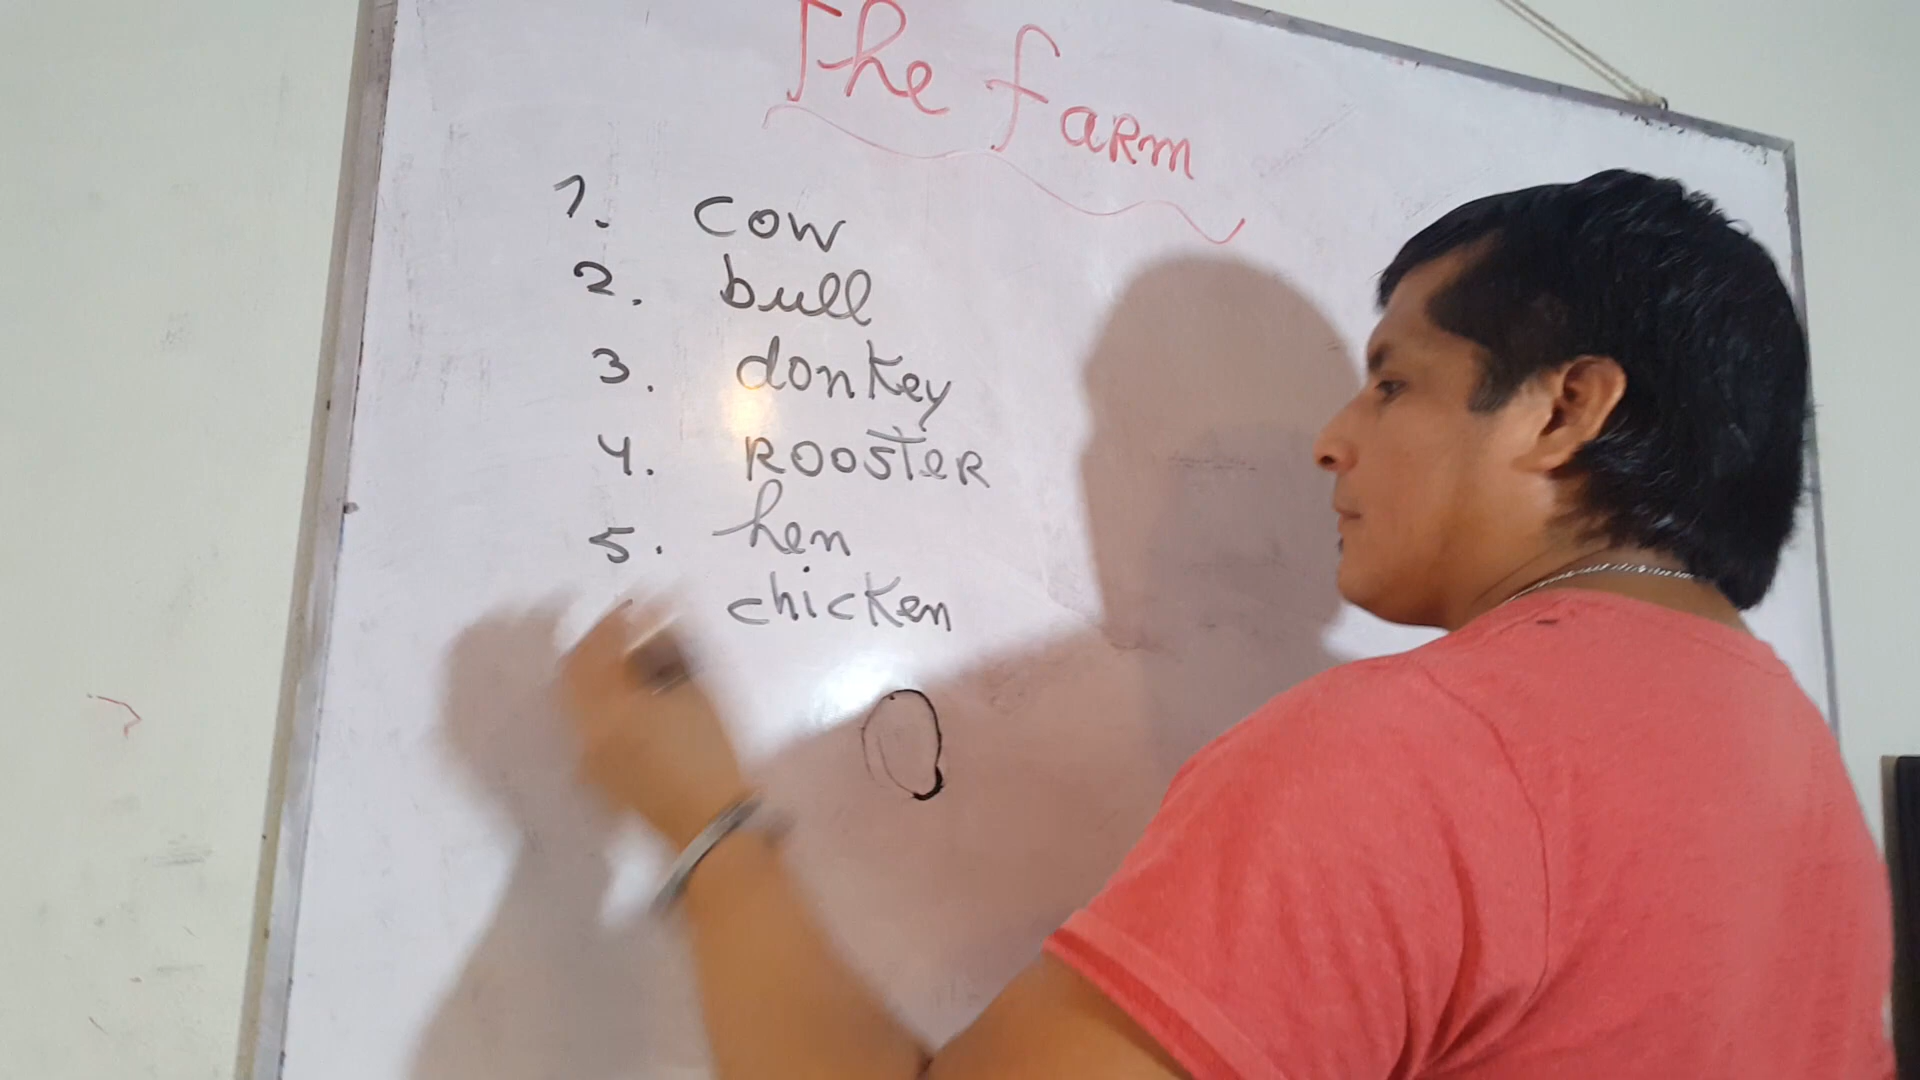 The faRm
1. cow
2. bull
3. donKey
4. ROOSTeR
5. hen
chicKen